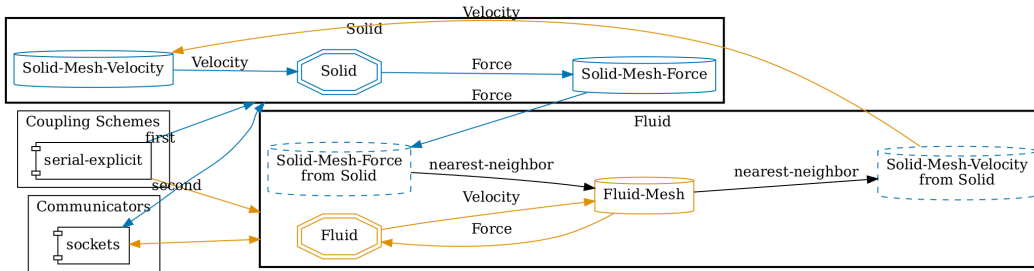 Velocity
Solid
Solid-Mesh-Velocity
Velocity
Solid
Force
Solid-Mesh-Force
Force
Coupling Schemes
first
serial-explicit
second
Communicators
sockets
Fluid
Solid-Mesh-Force
from Solid
nearest-neighbor
Fluid-Mesh
nearest-neighbor
Solid-Mesh-Velocity
from Solid
Velocity
Fluid
Force